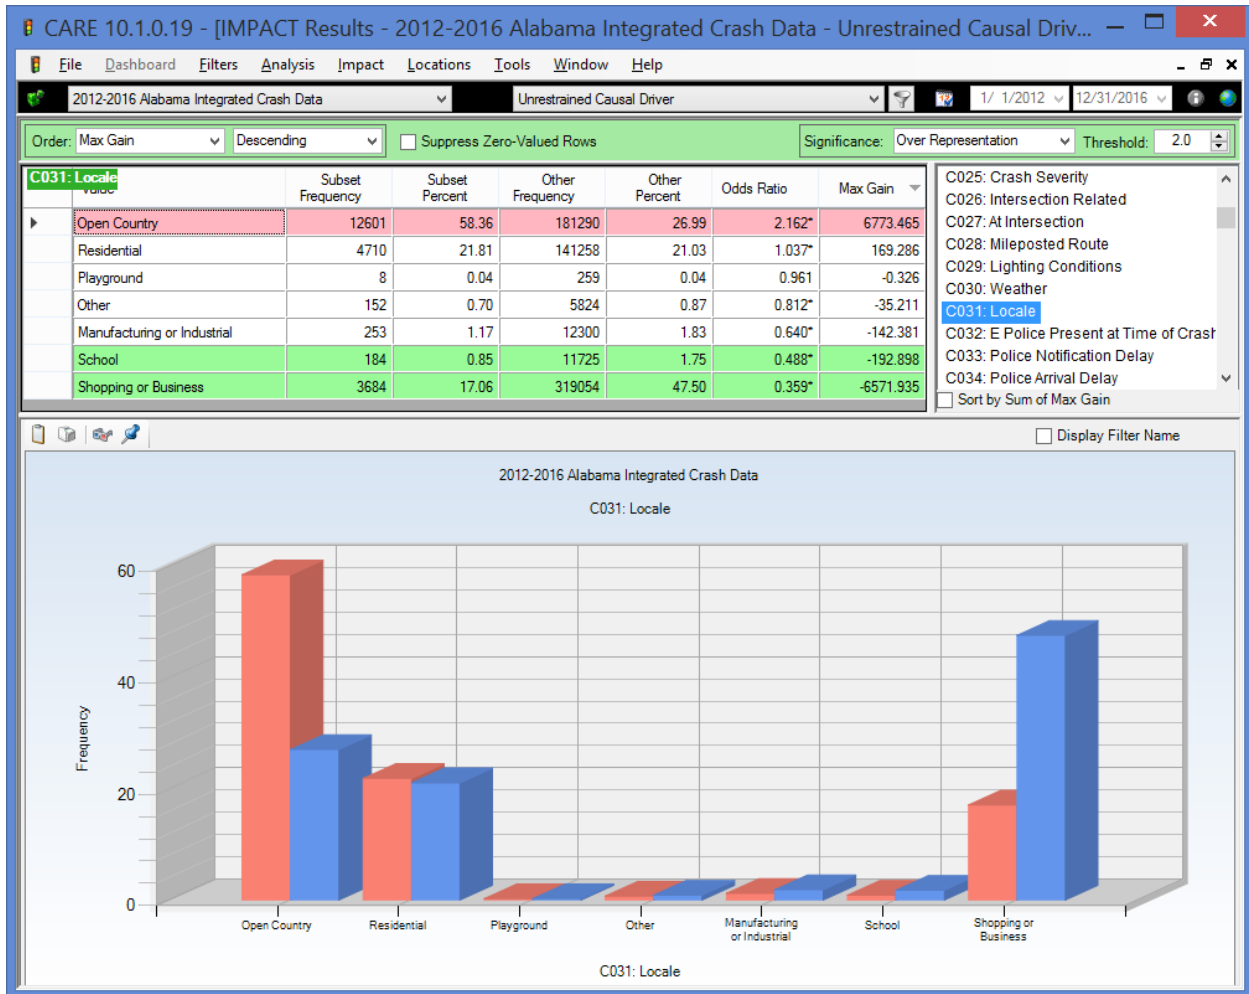 CARE 10.1.0.19 - [IMPACT Results - 2012-2016 Alabama Integrated Crash Data - Unrestrained Causal Driv...
File Dashboard Filters Analysis Impact Locations Tools Window Help
2012-2016 Alabama Integrated Crash Data Unrestrained Causal Driver 1/ 1/2012 12/31/2016
Order: Max Gain Descending Suppress Zero-Valued Rows Significance: Over Representation Threshold: 2.0
C031: Locale Subset Frequency Subset Percent Other Frequency Other Percent Odds Ratio Max Gain
Open Country 12601 58.36 181290 26.99 2.162* 6773.465
Residential 4710 21.81 141258 21.03 1.037* 169.286
Playground 8 0.04 259 0.04 0.961 -0.326
Other 152 0.70 5824 0.87 0.812* -35.211
Manufacturing or Industrial 253 1.17 12300 1.83 0.640* -142.381
School 184 0.85 11725 1.75 0.488* -192.898
Shopping or Business 3684 17.06 319054 47.50 0.359* -6571.935
C025: Crash Severity
C026: Intersection Related
C027: At Intersection
C028: Mileposted Route
C029: Lighting Conditions
C030: Weather
C031: Locale
C032: E Police Present at Time of Crash
C033: Police Notification Delay
C034: Police Arrival Delay
Sort by Sum of Max Gain
Display Filter Name
2012-2016 Alabama Integrated Crash Data
C031: Locale
Frequency
60
40
20
0
Open Country
Residential
Playground
Other
Manufacturing
or Industrial
School
Shopping or
Business
C031: Locale